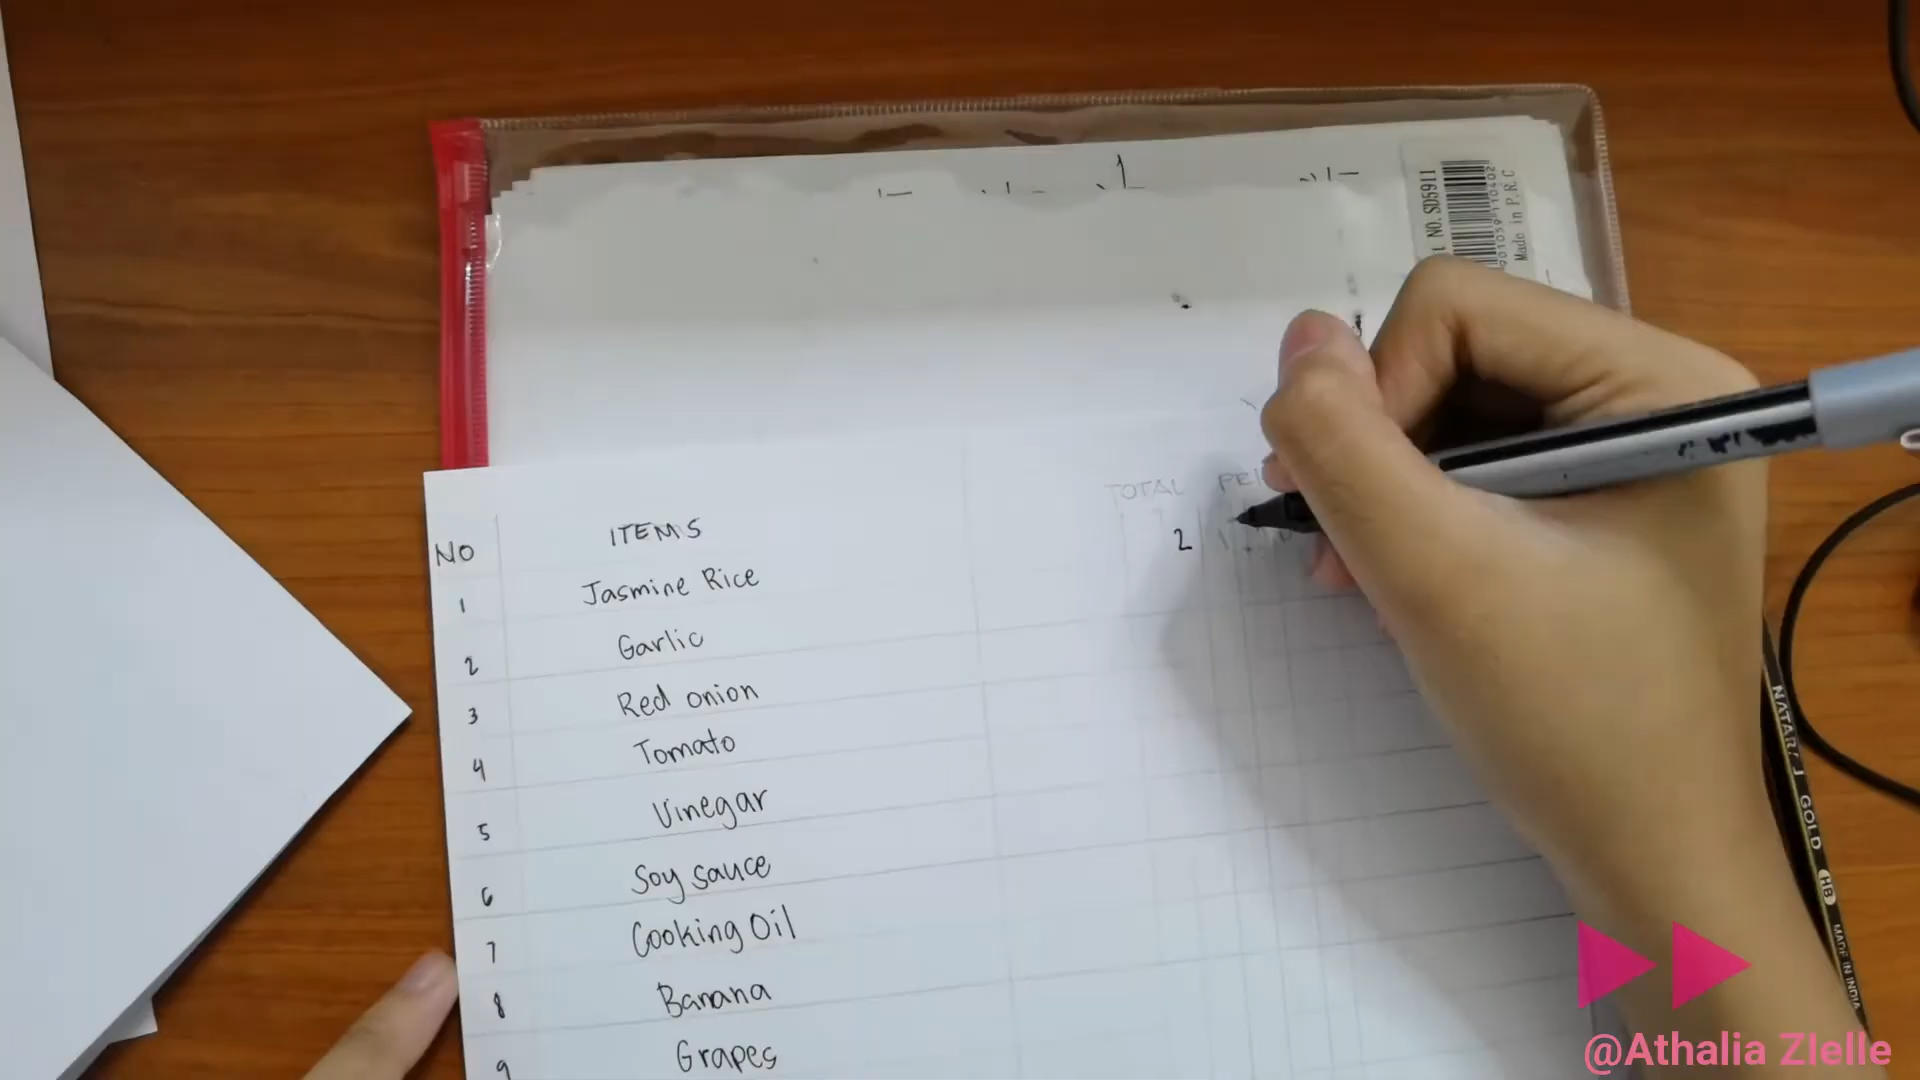 NO. SD5911
Made in P.R.C
TOTAL
NO ITEMS
2
1 Jasmine Rice
2 Garlic
3 Red onion
4 Tomato
5 Vinegar
6 Soy sauce
7 Cooking Oil
8 Banana
9 Grapes
NATARAJ GOLD HB MADE IN INDIA
@Athalia ZIelle